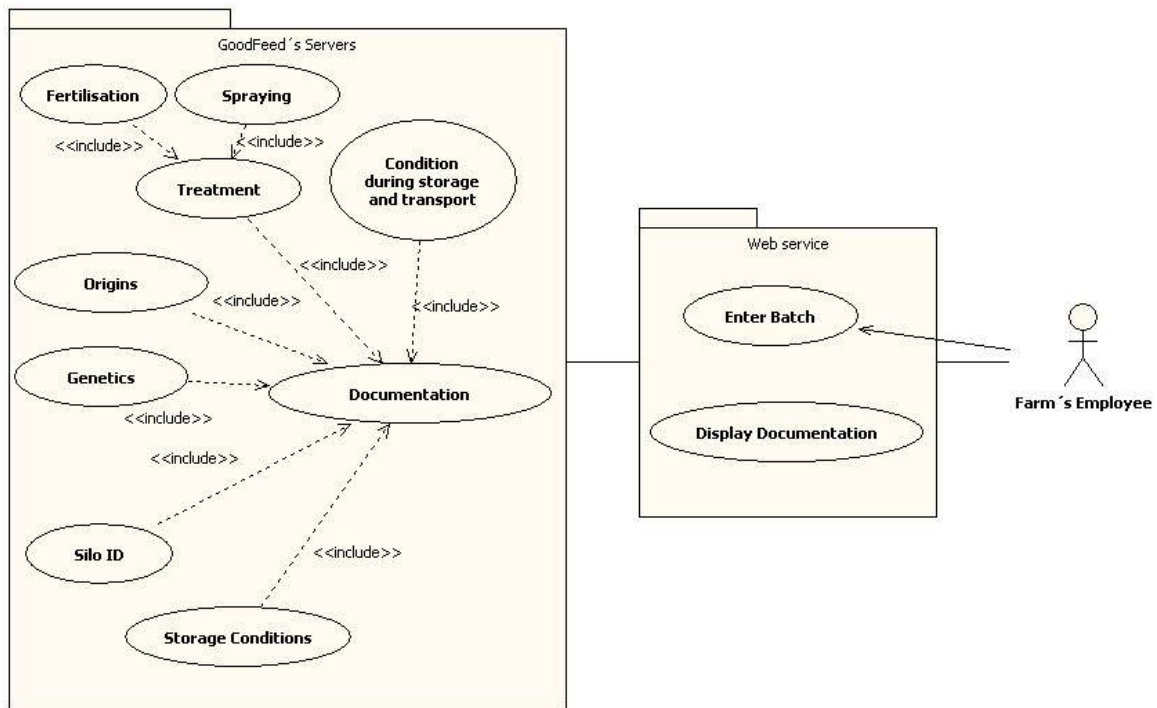 GoodFeed´s Servers
Fertilisation
Spraying
<<include>>
<<include>>
Condition
during storage
and transport
Treatment
<<include>>
Origins
<<include>>
<<include>>
Genetics
Documentation
<<include>>
<<include>>
Silo ID
<<include>>
Storage Conditions
Web service
Enter Batch
Display Documentation
Farm´s Employee